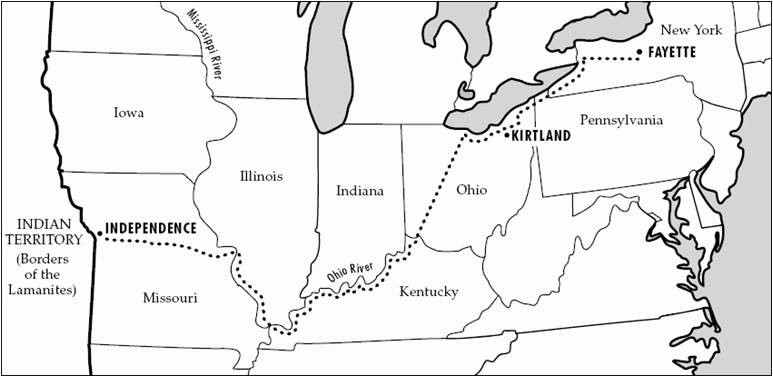 Mississippi River
New York
FAYETTE
Iowa
Pennsylvania
KIRTLAND
Illinois
Indiana
Ohio
INDIAN
TERRITORY
(Borders
of the
Lamanites)
INDEPENDENCE
Ohio River
Missouri
Kentucky